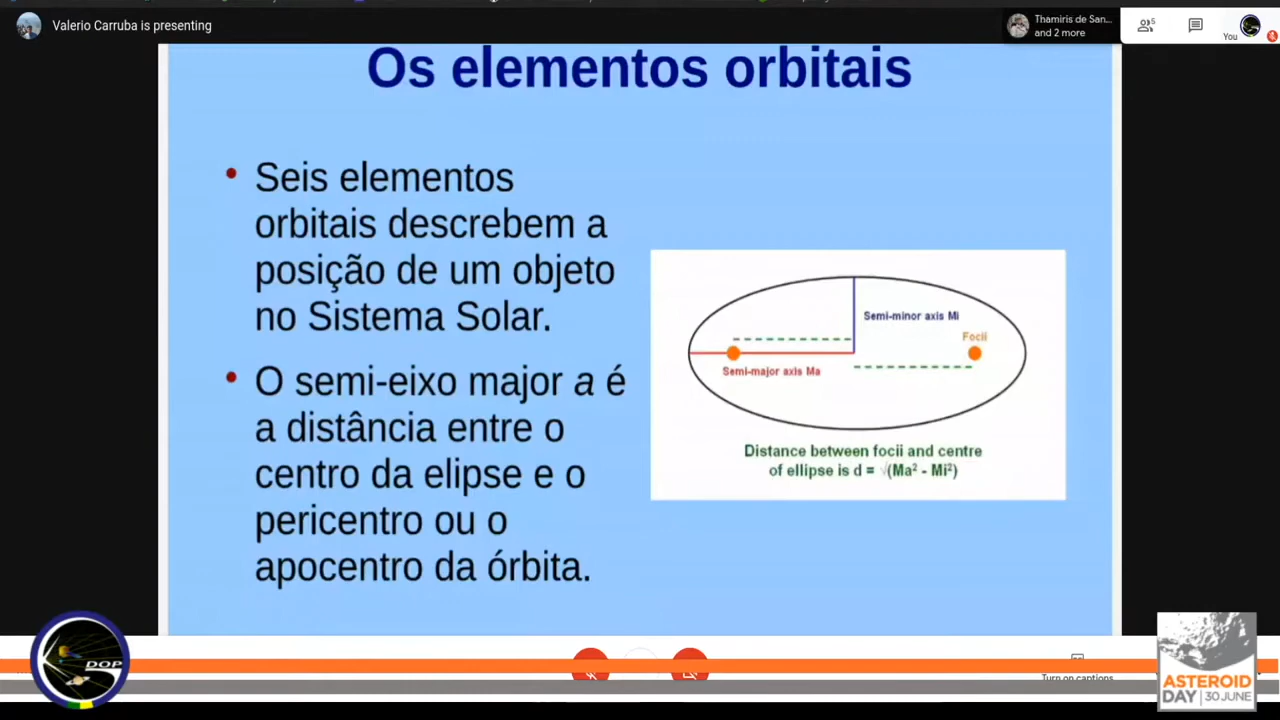 Valerio Carruba is presenting
Thamiris de San...
and 2 more
5
You
Os elementos orbitais
• Seis elementos
orbitais descrebem a
posição de um objeto
no Sistema Solar.
• O semi-eixo major a é
a distância entre o
centro da elipse e o
pericentro ou o
apocentro da órbita.
Semi-minor axis Mi
Focii
Semi-major axis Ma
Distance between focii and centre
of ellipse is d = √(Ma² - Mi²)
DOP
Turn on captions
ASTEROID
DAY | 30 JUNE